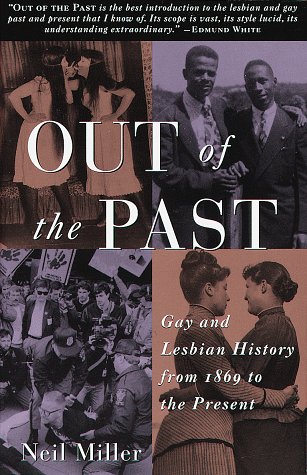 “OUT OF THE PAST is the best introduction to the lesbian and gay
past and present that I know of. Its scope is vast, its style lucid, its
understanding extraordinary.” —EDMUND WHITE
OUT of
the PAST
Gay and
Lesbian History
from 1869 to
the Present
Neil Miller